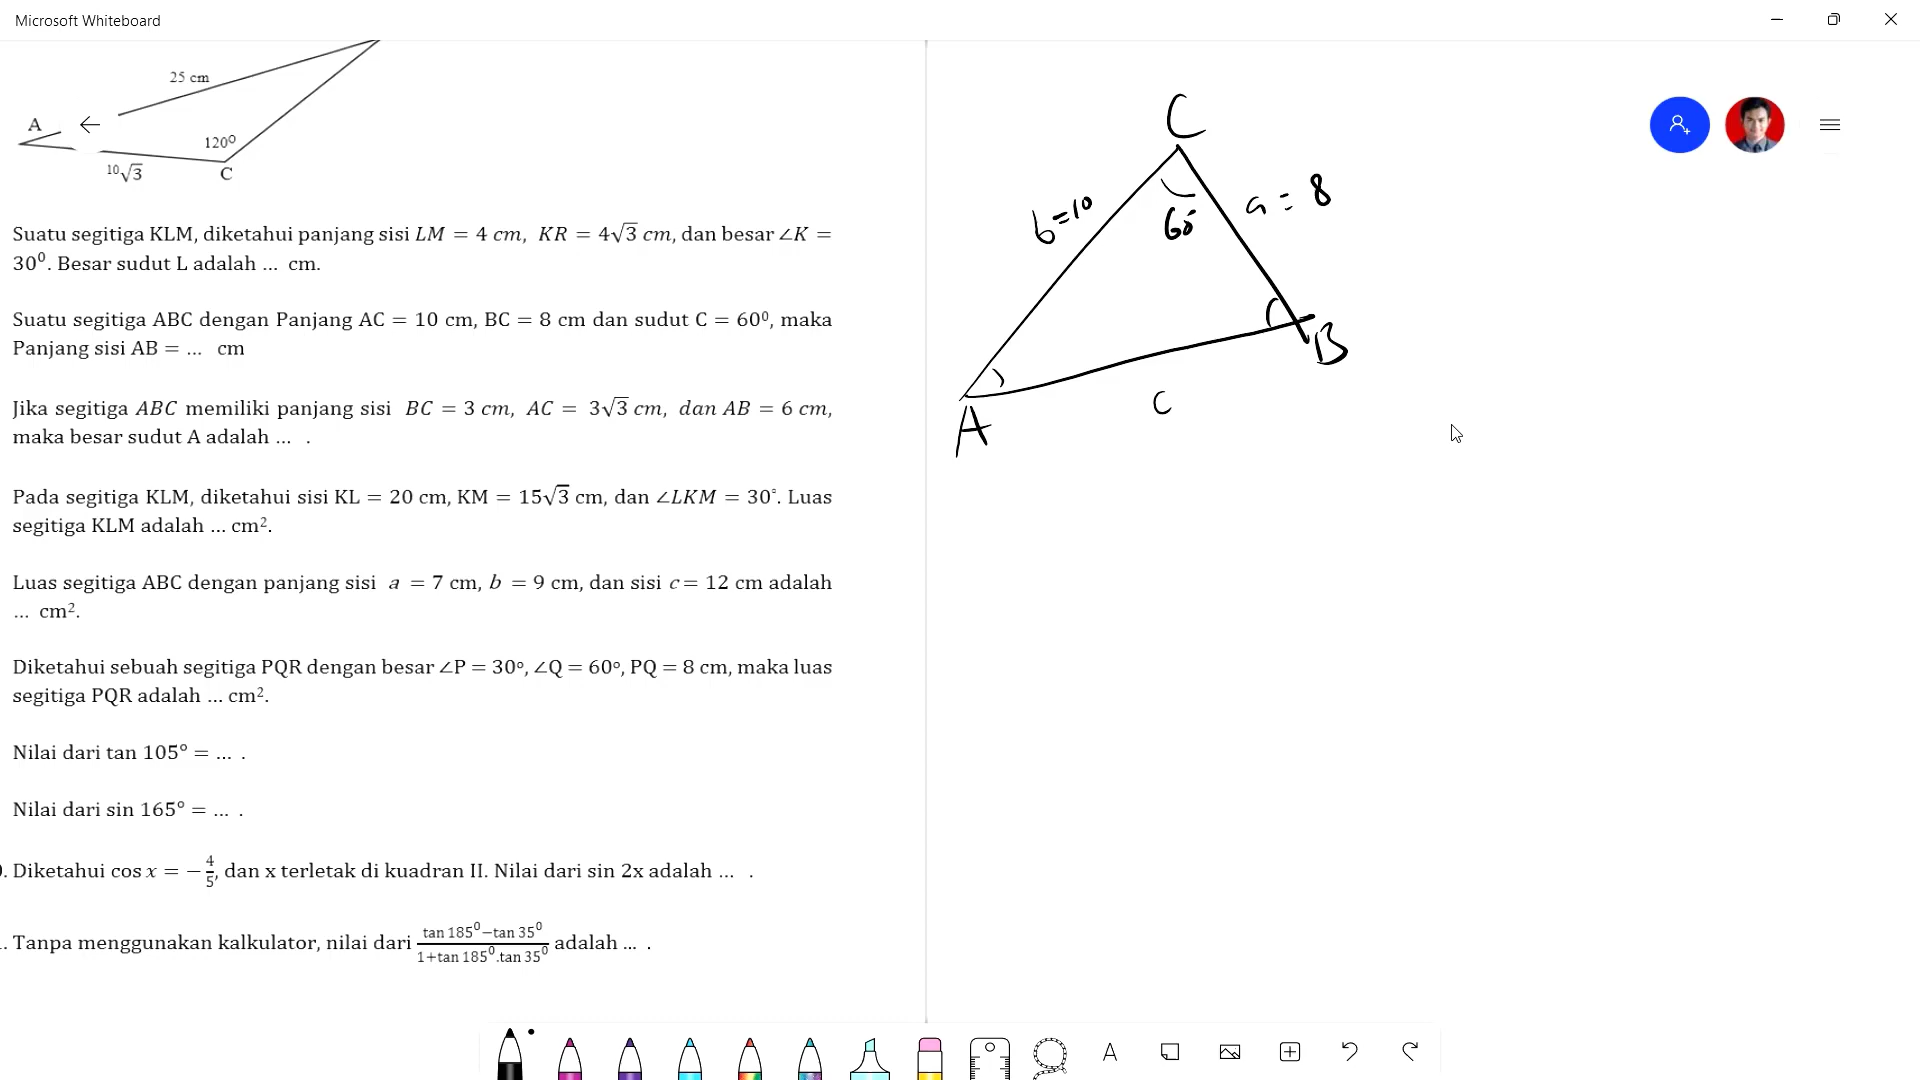 Microsoft Whiteboard
25 cm
A
120⁰
10√3
C
Suatu segitiga KLM, diketahui panjang sisi LM = 4 cm, KR = 4√3 cm, dan besar ∠K =
30⁰. Besar sudut L adalah ... cm.
Suatu segitiga ABC dengan Panjang AC = 10 cm, BC = 8 cm dan sudut C = 60⁰, maka
Panjang sisi AB = ... cm
Jika segitiga ABC memiliki panjang sisi BC = 3 cm, AC = 3√3 cm, dan AB = 6 cm,
maka besar sudut A adalah ... .
Pada segitiga KLM, diketahui sisi KL = 20 cm, KM = 15√3 cm, dan ∠LKM = 30°. Luas
segitiga KLM adalah ... cm².
Luas segitiga ABC dengan panjang sisi a = 7 cm, b = 9 cm, dan sisi c = 12 cm adalah
... cm².
Diketahui sebuah segitiga PQR dengan besar ∠P = 30°, ∠Q = 60°, PQ = 8 cm, maka luas
segitiga PQR adalah ... cm².
Nilai dari tan 105° = ... .
Nilai dari sin 165° = ... .
. Diketahui cos x = −4/5, dan x terletak di kuadran II. Nilai dari sin 2x adalah ... .
. Tanpa menggunakan kalkulator, nilai dari (tan 185⁰−tan 35⁰)/(1+tan 185⁰.tan 35⁰) adalah ... .
C
b=10
a = 8
60°
B
A
c
A